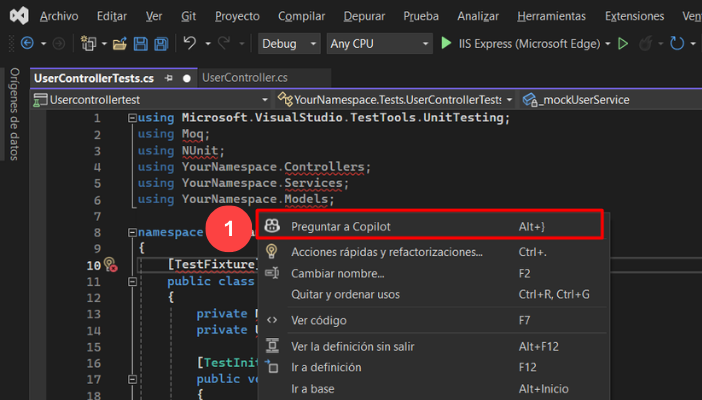 Archivo Editar Ver Git Proyecto Compilar Depurar Prueba Analizar Herramientas Extensiones
Debug Any CPU IIS Express (Microsoft Edge)
Orígenes de datos
UserControllerTests.cs UserController.cs
Usercontrollertest YourNamespace.Tests.UserControllerTests _mockUserService
1 using Microsoft.VisualStudio.TestTools.UnitTesting;
2 using Moq;
3 using NUnit;
4 using YourNamespace.Controllers;
5 using YourNamespace.Services;
6 using YourNamespace.Models;
7
8 namespace
9 {
10 [TestFixture]
11 public class
12 {
13 private
14 private
15
16 [TestInit
17 public vo
18 {
1
Preguntar a Copilot Alt+}
Acciones rápidas y refactorizaciones... Ctrl+.
Cambiar nombre... F2
Quitar y ordenar usos Ctrl+R, Ctrl+G
Ver código F7
Ver la definición sin salir Alt+F12
Ir a definición F12
Ir a base Alt+Inicio